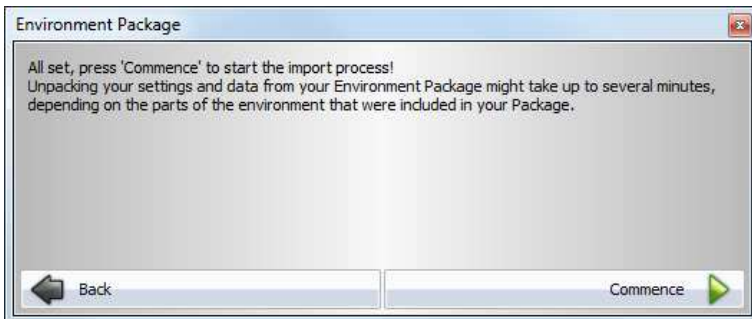 Environment Package
All set, press 'Commence' to start the import process!
Unpacking your settings and data from your Environment Package might take up to several minutes,
depending on the parts of the environment that were included in your Package.
Back
Commence